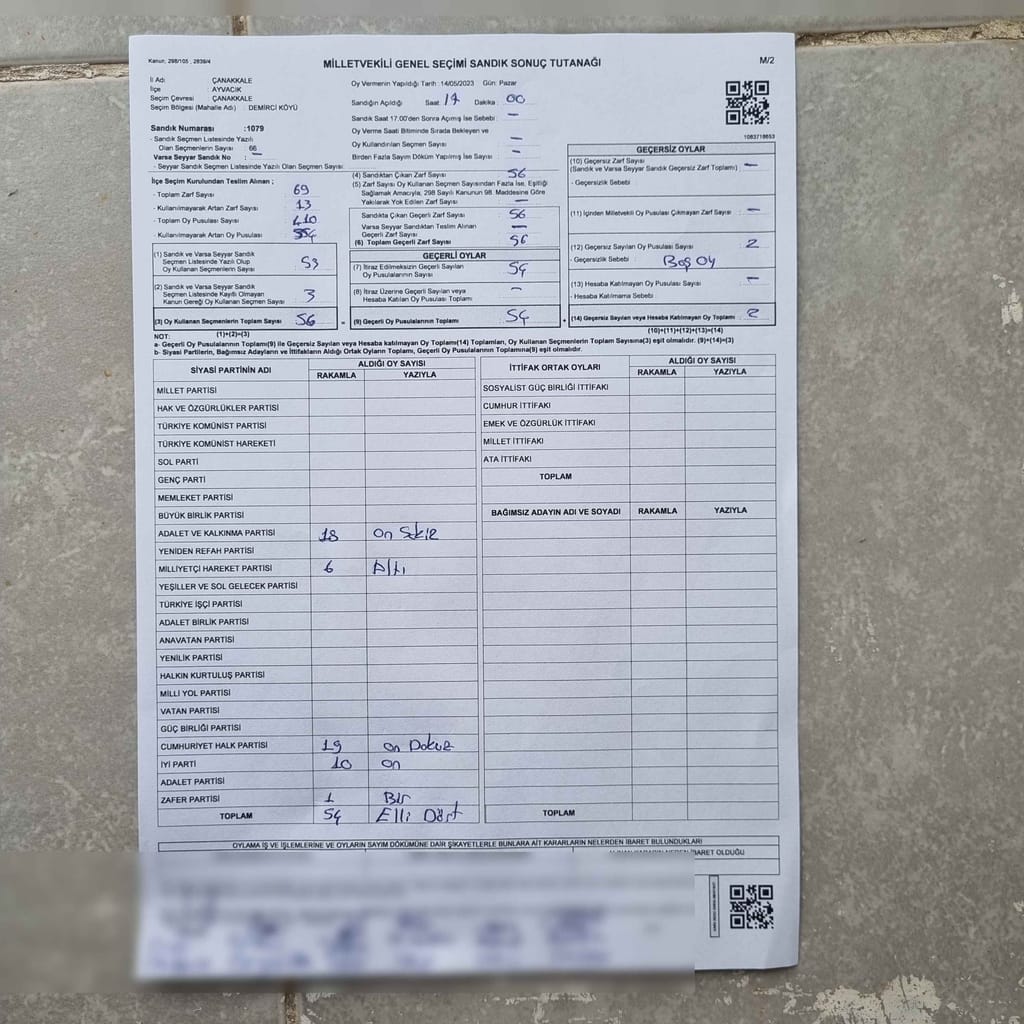 Kanun; 298/105 , 2839/4
MİLLETVEKİLİ GENEL SEÇİMİ SANDIK SONUÇ TUTANAĞI
M/2
İl Adı: ÇANAKKALE
İlçe : AYVACIK
Seçim Çevresi ÇANAKKALE
Seçim Bölgesi (Mahalle Adı) : DEMİRCİ KÖYÜ
Sandık Numarası :1079
- Sandık Seçmen Listesinde Yazılı
Olan Seçmenlerin Sayısı : 66
Varsa Seyyar Sandık No : -
- Seyyar Sandık Seçmen Listesinde Yazılı Olan Seçmen Sayısı:
Oy Vermenin Yapıldığı Tarih :14/05/2023 Gün: Pazar
Sandığın Açıldığı Saat 17 Dakika : 00
Sandık Saat 17.00'den Sonra Açımış İse Sebebi : -
Oy Verme Saati Bitiminde Sırada Bekleyen ve
Oy Kullandırılan Seçmen Sayısı : -
Birden Fazla Sayım Döküm Yapılmış İse Sayısı : -
1083718653
İlçe Seçim Kurulundan Teslim Alınan ;
- Toplam Zarf Sayısı : 69
- Kullanılmayarak Artan Zarf Sayısı : 13
- Toplam Oy Pusulası Sayısı : 410
- Kullanılmayarak Artan Oy Pusulası : 354
(4) Sandıktan Çıkan Zarf Sayısı : 56
(5) Zarf Sayısı Oy Kullanan Seçmen Sayısından Fazla İse, Eşitliği
Sağlamak Amacıyla, 298 Sayılı Kanunun 98. Maddesine Göre
Yakılarak Yok Edilen Zarf Sayısı : -
Sandıkta Çıkan Geçerli Zarf Sayısı : 56
Varsa Seyyar Sandıktan Teslim Alınan
Geçerli Zarf Sayısı : -
(6) Toplam Geçerli Zarf Sayısı : 56
GEÇERSİZ OYLAR
(10) Geçersiz Zarf Sayısı : -
(Sandık ve Varsa Seyyar Sandık Geçersiz Zarf Toplamı)
- Geçersizlik Sebebi
(11) İçinden Milletvekili Oy Pusulası Çıkmayan Zarf Sayısı : -
(12) Geçersiz Sayılan Oy Pusulası Sayısı : 2
- Geçersizlik Sebebi : Boş Oy
(13) Hesaba Katılmayan Oy Pusulası Sayısı : -
- Hesaba Katılmama Sebebi
(1) Sandık ve Varsa Seyyar Sandık
Seçmen Listesinde Yazılı Olup
Oy Kullanan Seçmenlerin Sayısı : 53
(2) Sandık ve Varsa Seyyar Sandık
Seçmen Listesinde Kayıtlı Olmayan
Kanun Gereği Oy Kullanan Seçmen Sayısı : 3
GEÇERLİ OYLAR
(7) İtiraz Edilmeksizin Geçerli Sayılan
Oy Pusulalarının Sayısı : 54
(8) İtiraz Üzerine Geçerli Sayılan veya
Hesaba Katılan Oy Pusulası Toplamı : -
(3) Oy Kullanan Seçmenlerin Toplam Sayısı : 56 = (9) Geçerli Oy Pusulalarının Toplamı : 54 + (14) Geçersiz Sayılan veya Hesaba Katılmayan Oy Toplamı : 2
(1)+(2)=(3)
(10)+(11)+(12)+(13)=(14)
NOT:
a- Geçerli Oy Pusulalarının Toplamı(9) ile Geçersiz Sayılan veya Hesaba katılmayan Oy Toplamı(14) Toplamları, Oy Kullanan Seçmenlerin Toplam Sayısına(3) eşit olmalıdır. (9)+(14)=(3)
b- Siyasi Partilerin, Bağımsız Adayların ve İttifakların Aldığı Ortak Oyların Toplamı, Geçerli Oy Pusulalarının Toplamına(9) eşit olmalıdır.
SİYASİ PARTİNİN ADI
ALDIĞI OY SAYISI
RAKAMLA YAZIYLA
MİLLET PARTİSİ
HAK VE ÖZGÜRLÜKLER PARTİSİ
TÜRKİYE KOMÜNİST PARTİSİ
TÜRKİYE KOMÜNİST HAREKETİ
SOL PARTİ
GENÇ PARTİ
MEMLEKET PARTİSİ
BÜYÜK BİRLİK PARTİSİ
ADALET VE KALKINMA PARTİSİ 18 On Sekiz
YENİDEN REFAH PARTİSİ
MİLLİYETÇİ HAREKET PARTİSİ 6 Altı
YEŞİLLER VE SOL GELECEK PARTİSİ
TÜRKİYE İŞÇİ PARTİSİ
ADALET BİRLİK PARTİSİ
ANAVATAN PARTİSİ
YENİLİK PARTİSİ
HALKIN KURTULUŞ PARTİSİ
MİLLİ YOL PARTİSİ
VATAN PARTİSİ
GÜÇ BİRLİĞİ PARTİSİ
CUMHURİYET HALK PARTİSİ 19 on Dokuz
İYİ PARTİ 10 on
ADALET PARTİSİ
ZAFER PARTİSİ 1 Bir
TOPLAM 54 Elli Dört
İTTİFAK ORTAK OYLARI
ALDIĞI OY SAYISI
RAKAMLA YAZIYLA
SOSYALİST GÜÇ BİRLİĞİ İTTİFAKI
CUMHUR İTTİFAKI
EMEK VE ÖZGÜRLÜK İTTİFAKI
MİLLET İTTİFAKI
ATA İTTİFAKI
TOPLAM
BAĞIMSIZ ADAYIN ADI VE SOYADI RAKAMLA YAZIYLA
TOPLAM
OYLAMA İŞ VE İŞLEMLERİNE VE OYLARIN SAYIM DÖKÜMÜNE DAİR ŞİKAYETLERLE BUNLARA AİT KARARLARIN NELERDEN İBARET BULUNDUKLARI
İBARET OLDUĞU